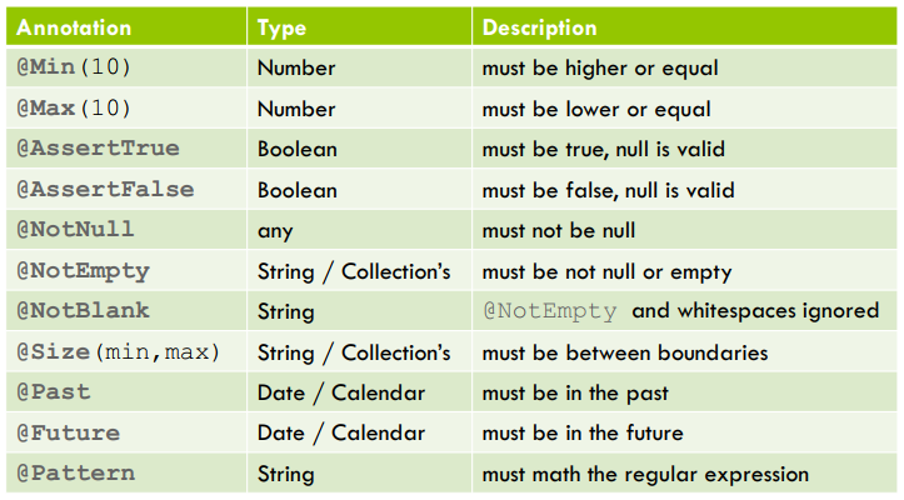 Annotation Type Description
@Min(10) Number must be higher or equal
@Max(10) Number must be lower or equal
@AssertTrue Boolean must be true, null is valid
@AssertFalse Boolean must be false, null is valid
@NotNull any must not be null
@NotEmpty String / Collection's must be not null or empty
@NotBlank String @NotEmpty and whitespaces ignored
@Size(min,max) String / Collection's must be between boundaries
@Past Date / Calendar must be in the past
@Future Date / Calendar must be in the future
@Pattern String must math the regular expression